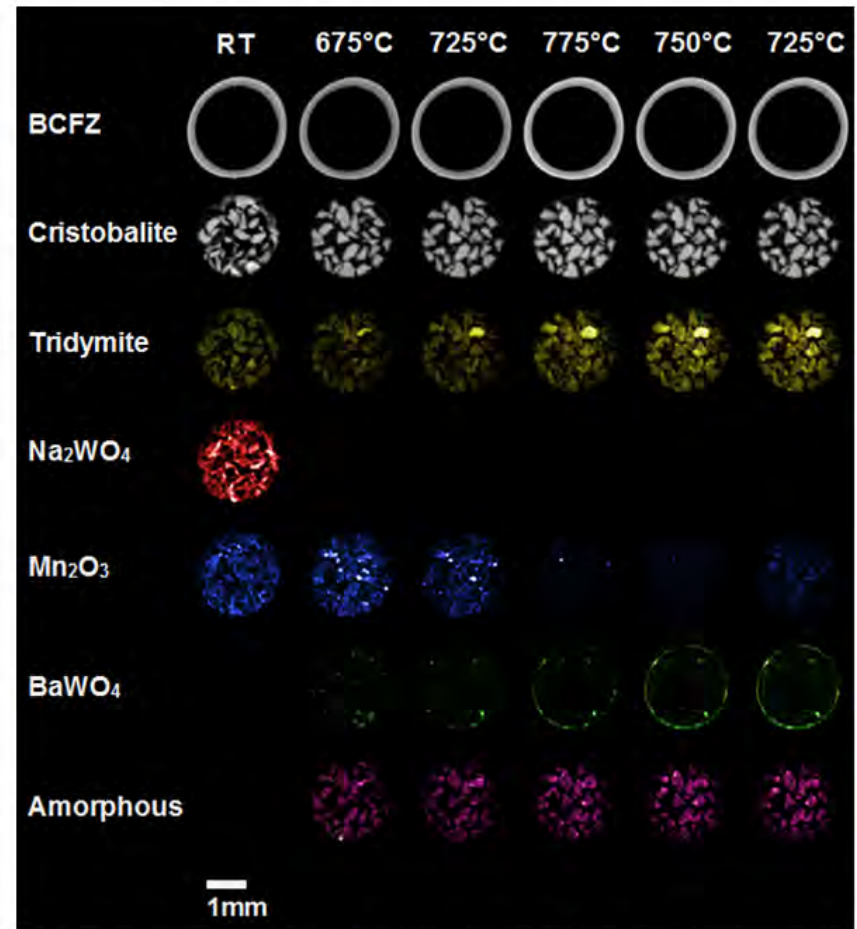 RT 675°C 725°C 775°C 750°C 725°C
BCFZ
Cristobalite
Tridymite
Na₂WO₄
Mn₂O₃
BaWO₄
Amorphous
1mm